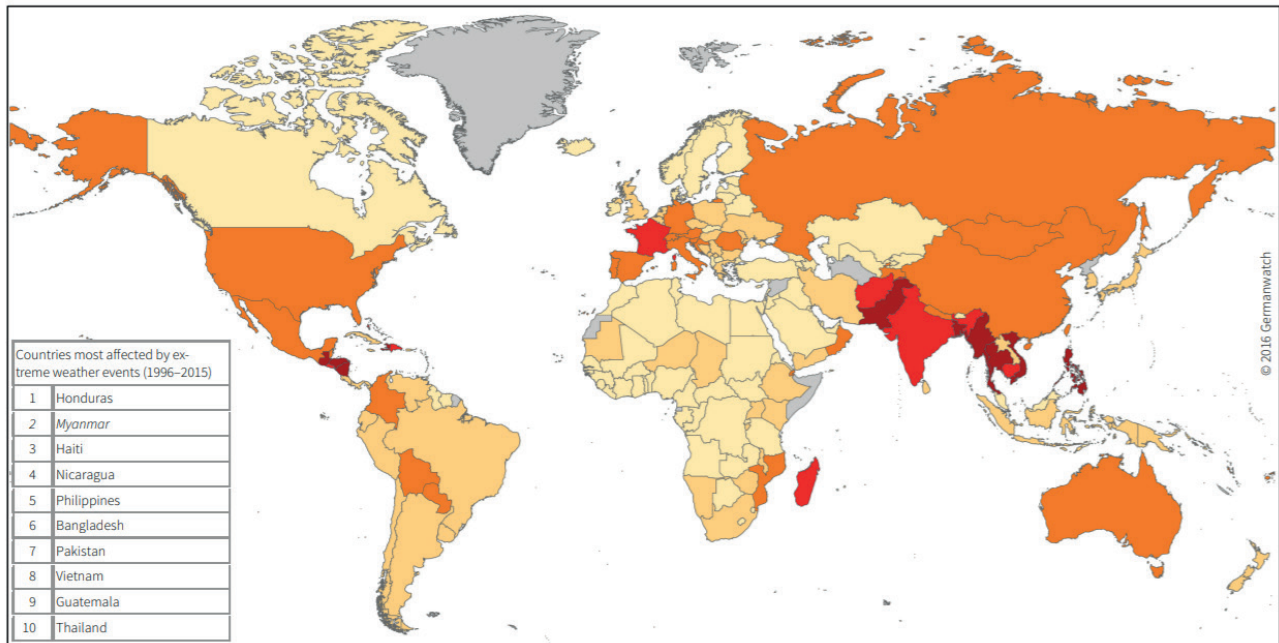 Countries most affected by ex-
treme weather events (1996–2015)
1 Honduras
2 Myanmar
3 Haiti
4 Nicaragua
5 Philippines
6 Bangladesh
7 Pakistan
8 Vietnam
9 Guatemala
10 Thailand
© 2016 Germanwatch